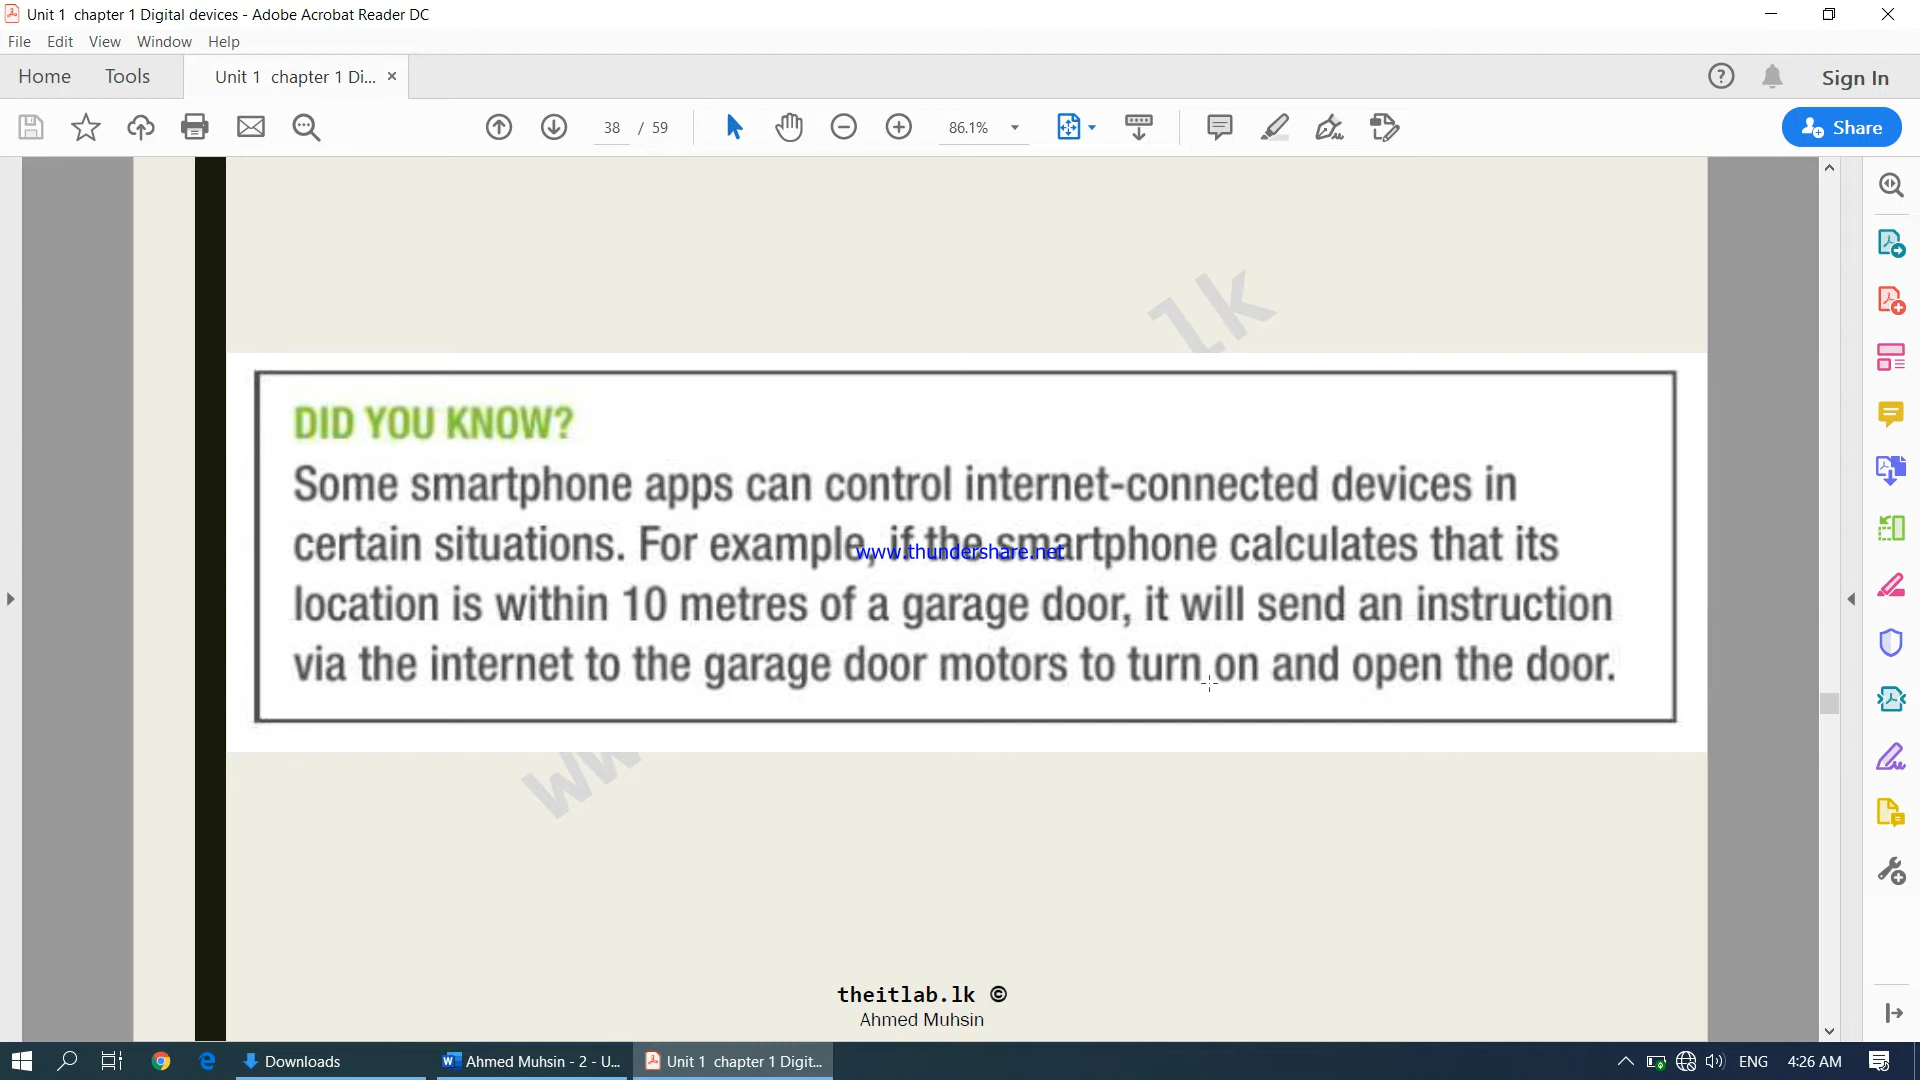 Unit 1 chapter 1 Digital devices - Adobe Acrobat Reader DC
File Edit View Window Help
Home Tools Unit 1 chapter 1 Di... × Sign In
38 / 59 86.1% Share
lk
DID YOU KNOW?
Some smartphone apps can control internet-connected devices in
certain situations. For example, if the smartphone calculates that its
www.thundershare.net
location is within 10 metres of a garage door, it will send an instruction
via the internet to the garage door motors to turn on and open the door.
ww
theitlab.lk ©
Ahmed Muhsin
Downloads Ahmed Muhsin - 2 - U... Unit 1 chapter 1 Digit... ENG 4:26 AM